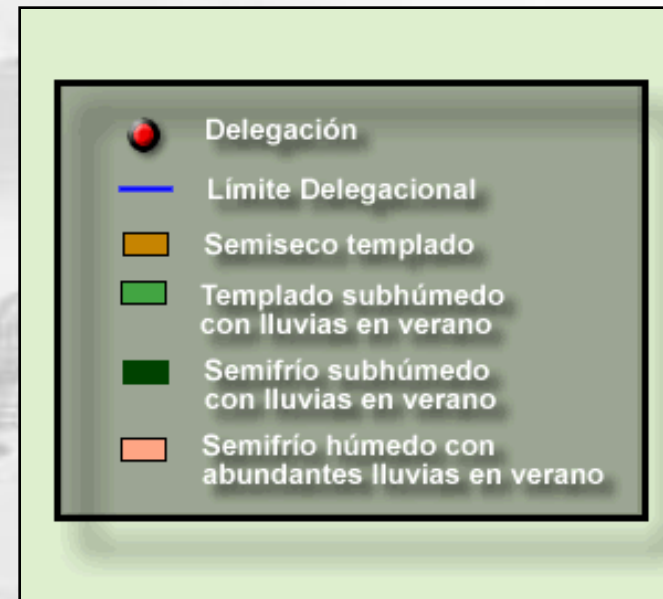 Delegación
Límite Delegacional
Semiseco templado
Templado subhúmedo
con lluvias en verano
Semifrío subhúmedo
con lluvias en verano
Semifrío húmedo con
abundantes lluvias en verano